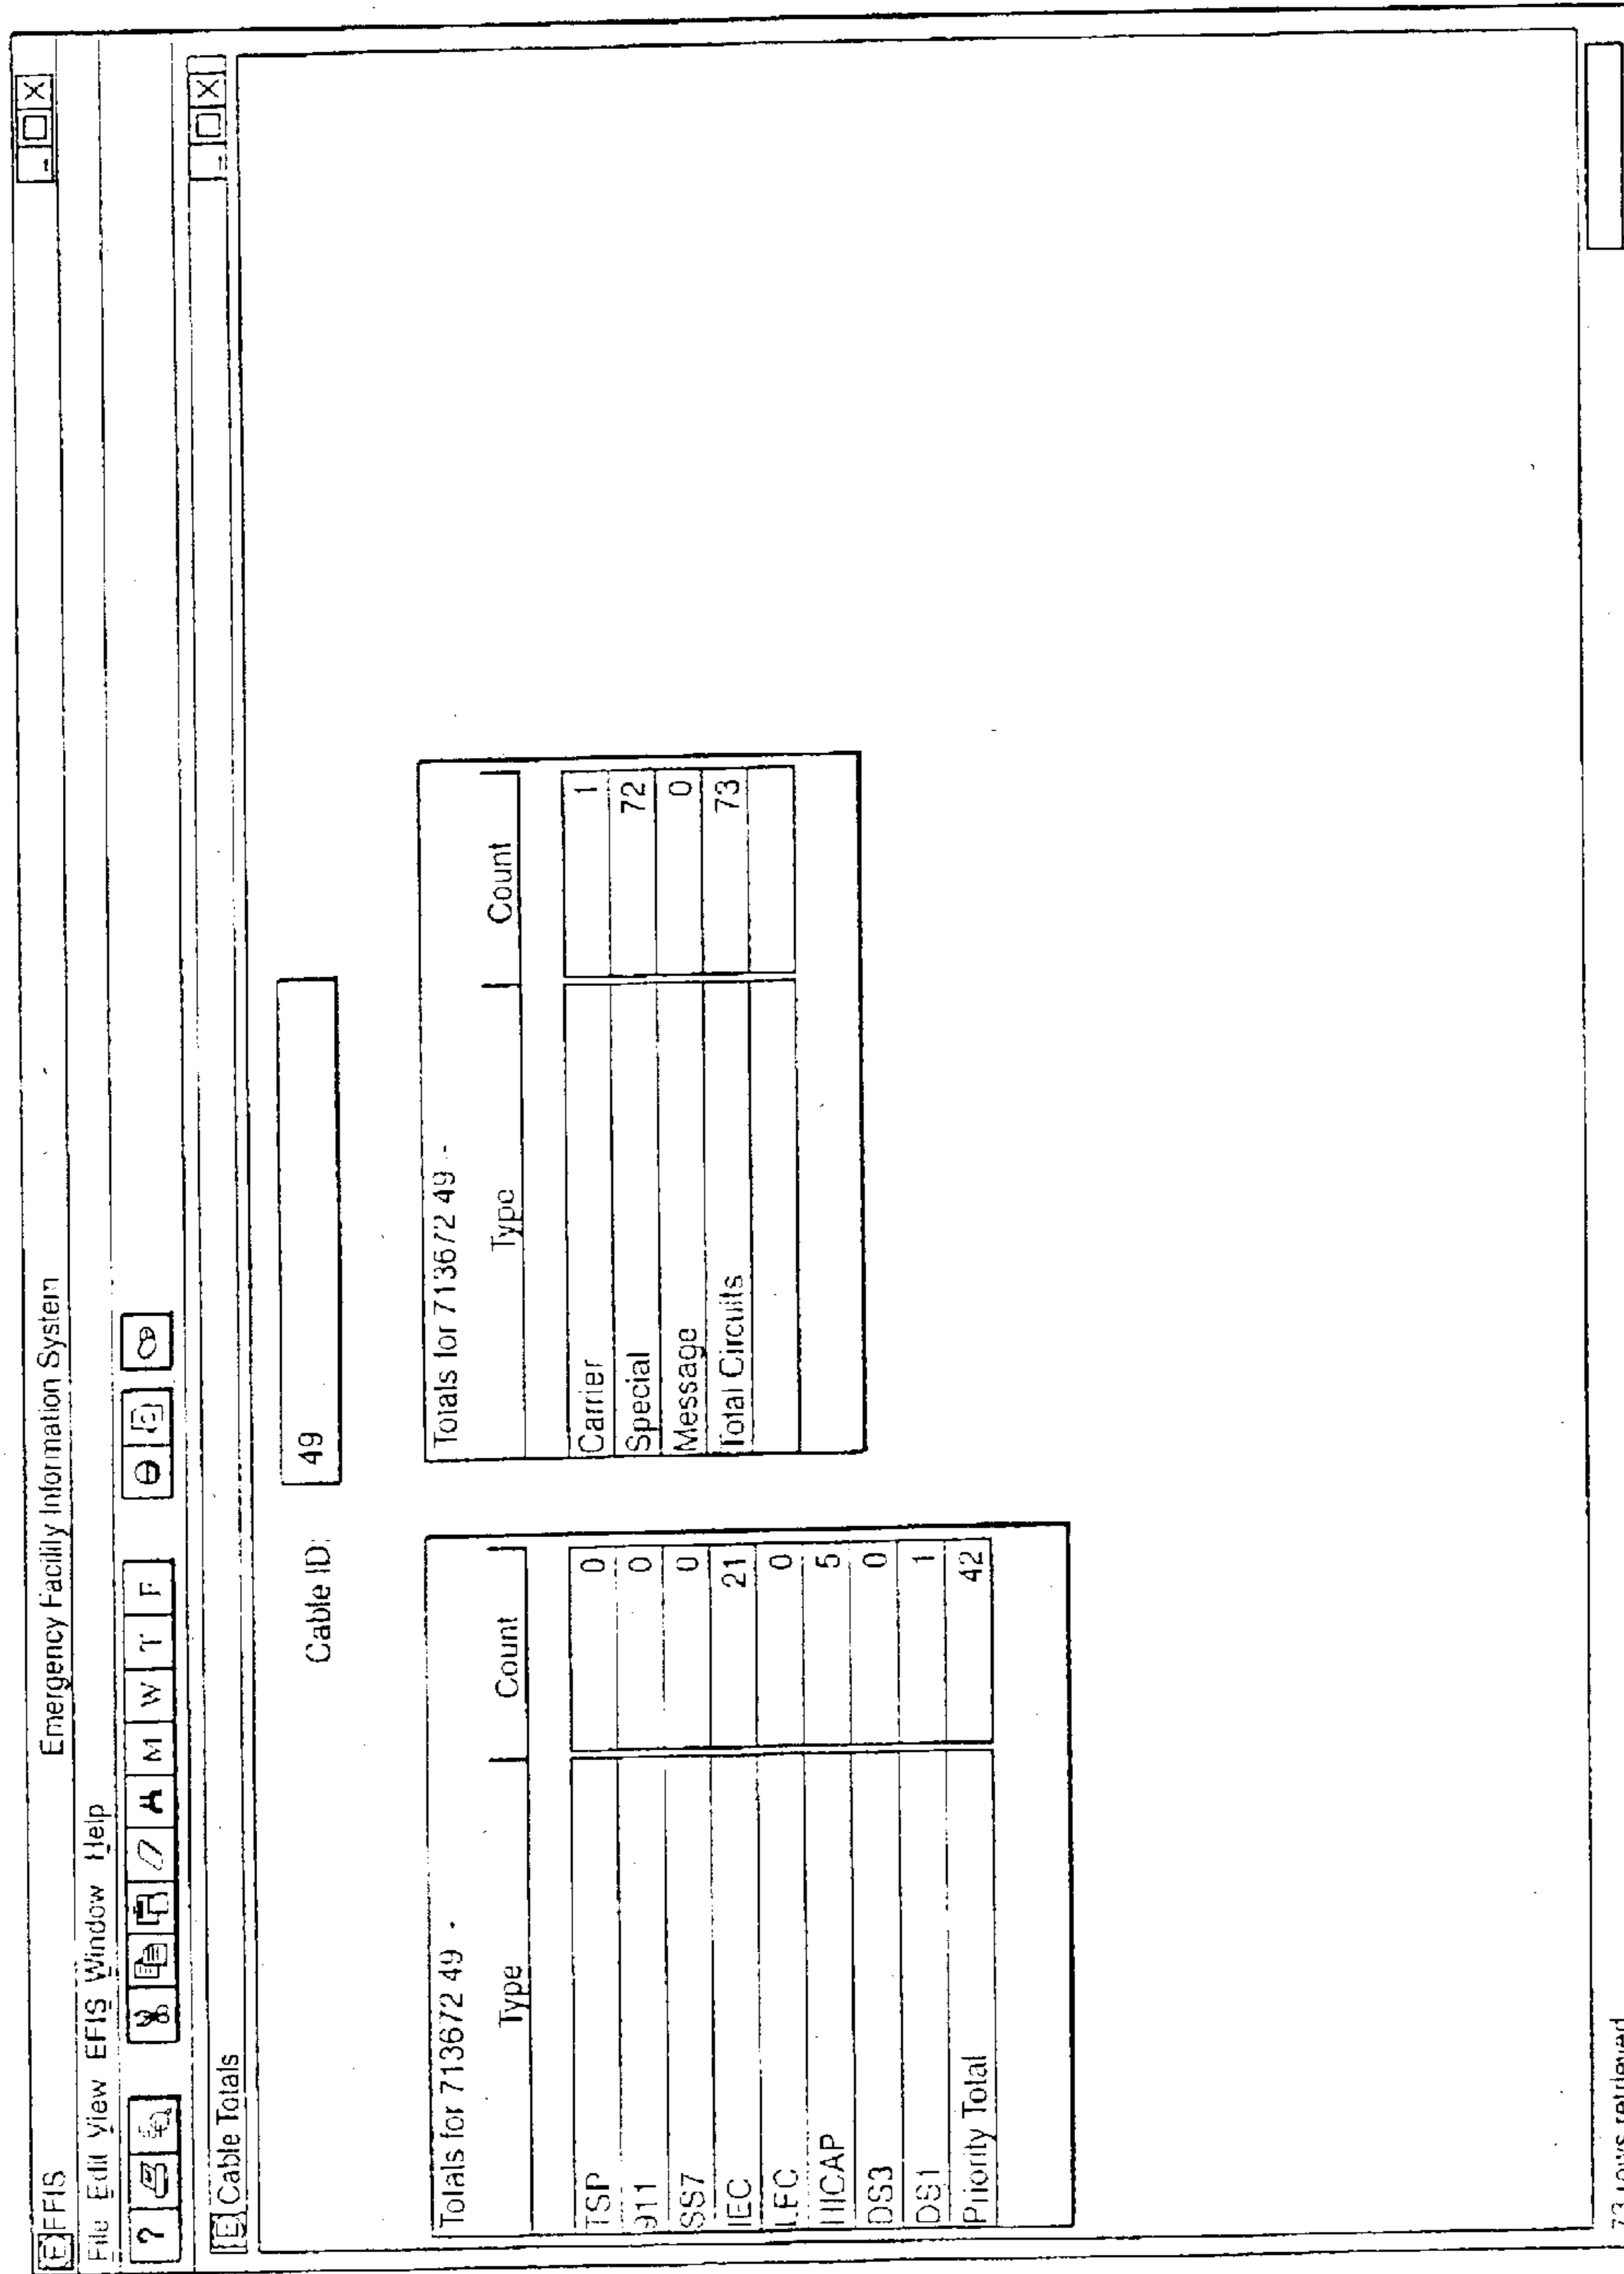 EFIS Emergency Facility Information System
File Edit View EFIS Window Help
? A M W T F
E Cable Totals
Cable ID: 49
Totals for 713672 49 -
Type Count
TSP 0
911 0
SS7 0
IEC 21
LEC 0
HICAP 5
DS3 0
DS1 1
Priority Total 42
Totals for 713672 49 -
Type Count
Carrier 1
Special 72
Message 0
Total Circuits 73
73 rows retrieved